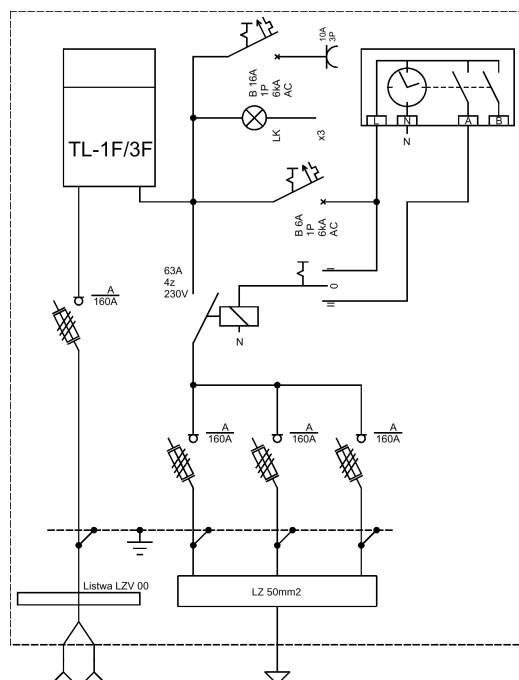 10A
3P
B 16A
1P
6kA
AC
TL-1F/3F
LK
x3
L
N
A
B
N
B 6A
1P
6kA
AC
63A
4z
230V
I
0
II
N
A
160A
A
160A
A
160A
A
160A
Listwa LZV 00
LZ 50mm2